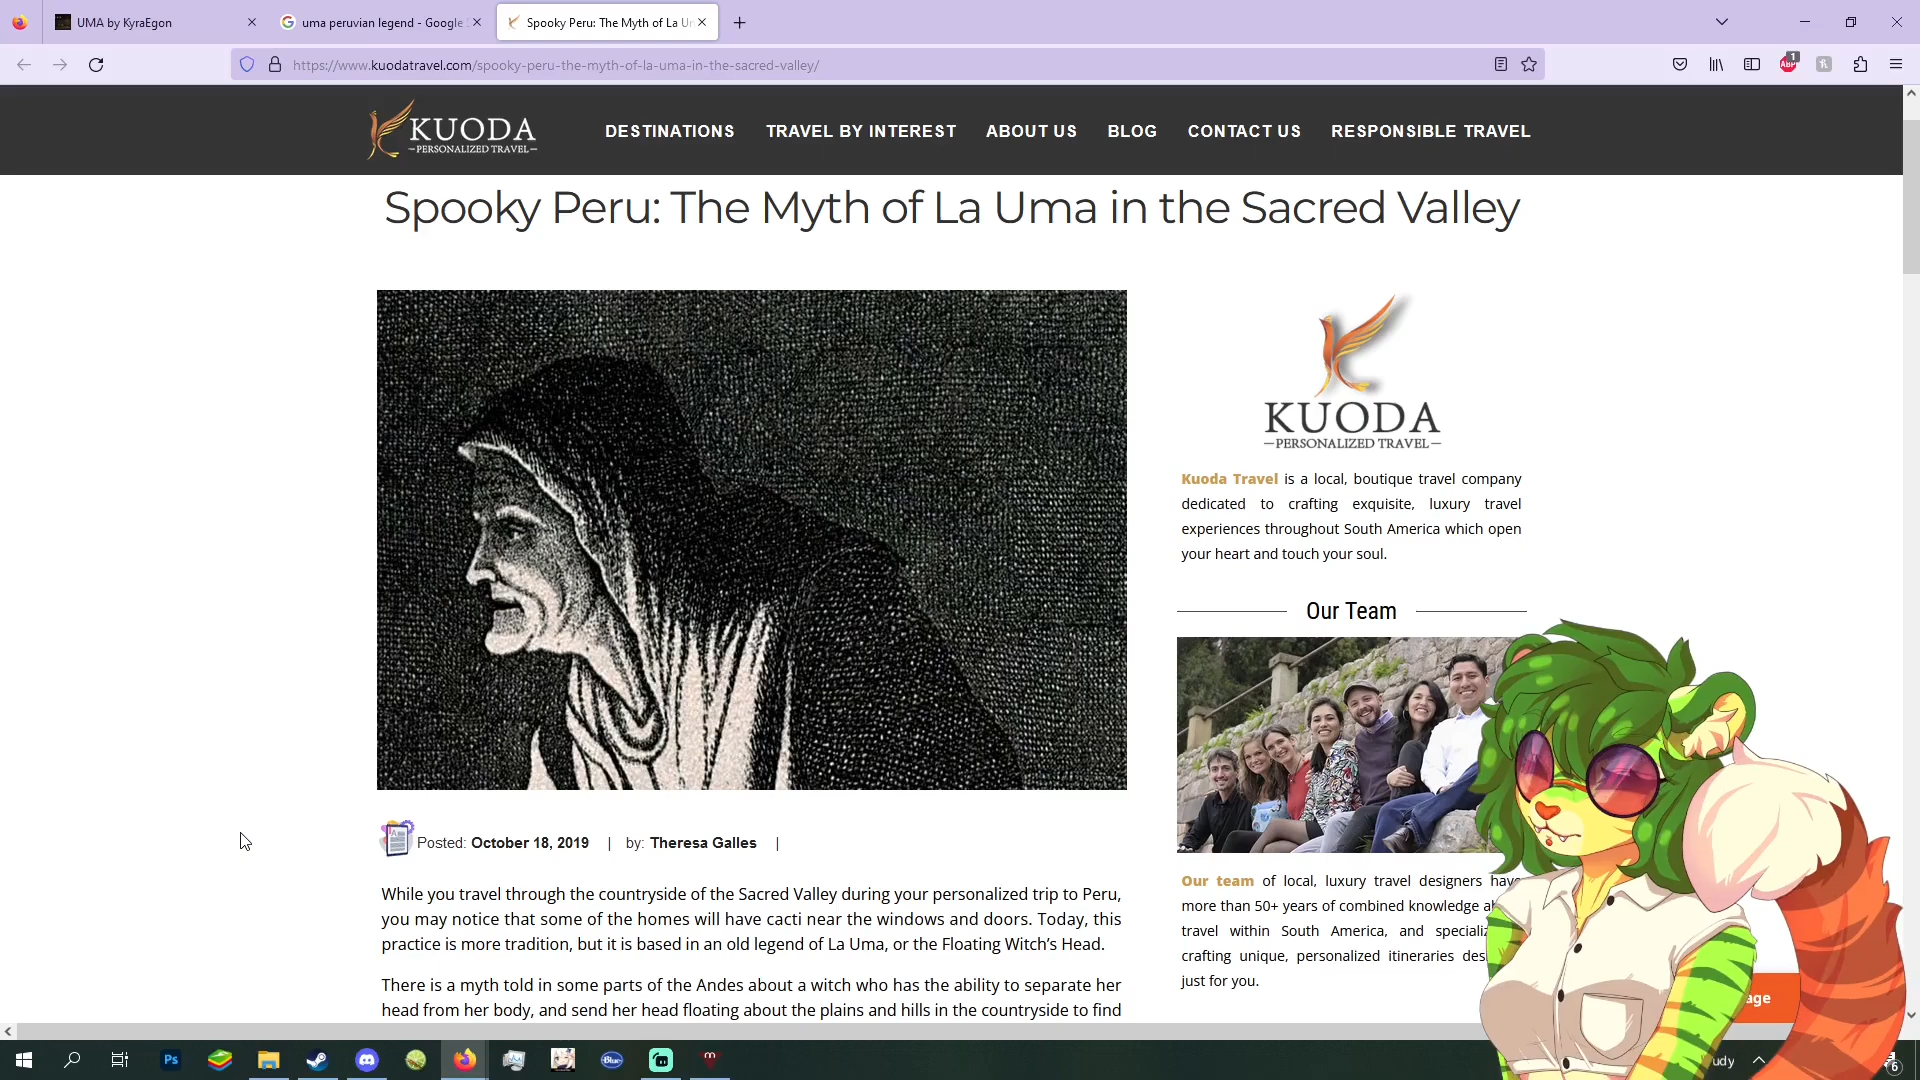 UMA by KyraEgon
uma peruvian legend - Google
Spooky Peru: The Myth of La U
https://www.kuodatravel.com/spooky-peru-the-myth-of-la-uma-in-the-sacred-valley/
ABP
1
KUODA
PERSONALIZED TRAVEL
DESTINATIONS
TRAVEL BY INTEREST
ABOUT US
BLOG
CONTACT US
RESPONSIBLE TRAVEL
Spooky Peru: The Myth of La Uma in the Sacred Valley
KUODA
PERSONALIZED TRAVEL
Kuoda Travel is a local, boutique travel company
dedicated to crafting exquisite, luxury travel
experiences throughout South America which open
your heart and touch your soul.
Our Team
Our team of local, luxury travel designers have
more than 50+ years of combined knowledge
travel within South America, and
crafting unique, personalized itineraries
just for you.
Posted: October 18, 2019 | by: Theresa Galles |
While you travel through the countryside of the Sacred Valley during your personalized trip to Peru,
you may notice that some of the homes will have cacti near the windows and doors. Today, this
practice is more tradition, but it is based in an old legend of La Uma, or the Floating Witch's Head.
There is a myth told in some parts of the Andes about a witch who has the ability to separate her
head from her body, and send her head floating about the plains and hills in the countryside to find
age
Ps
Blue
udy
6